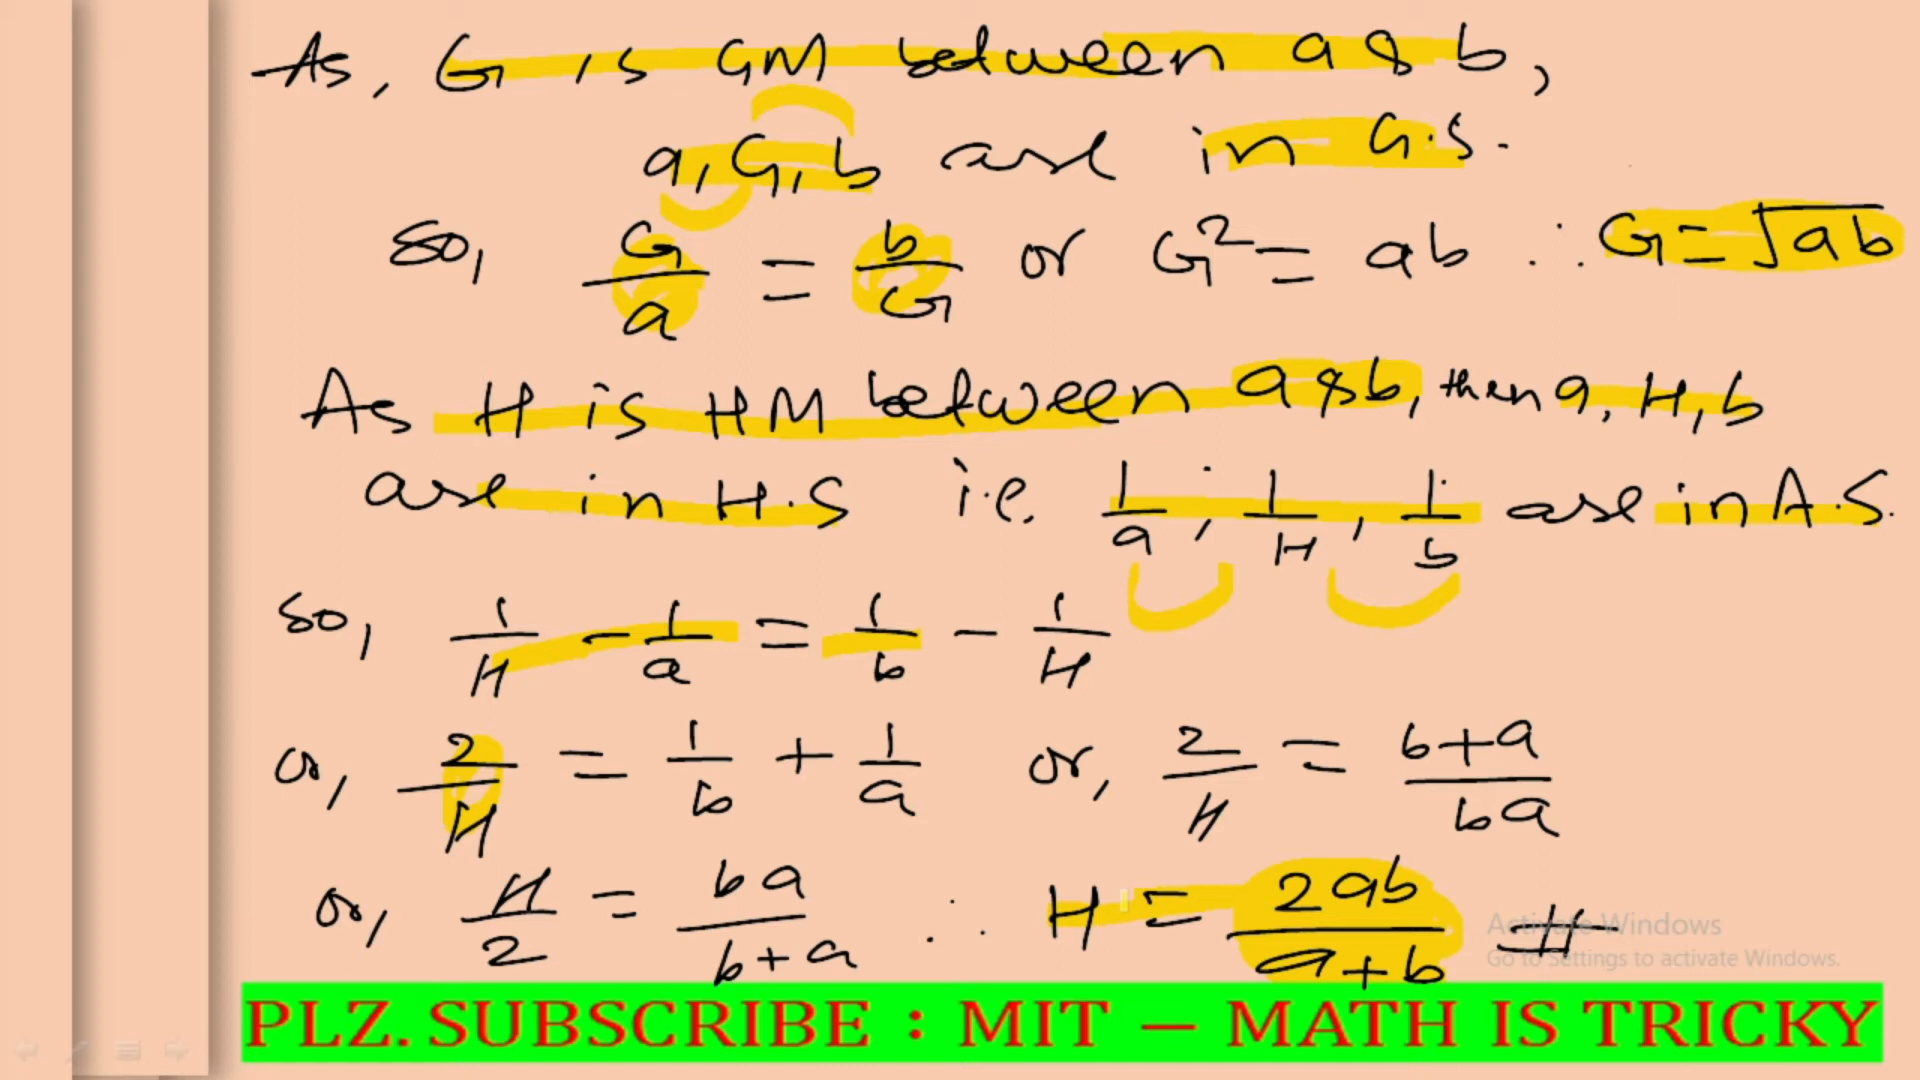 As, G is GM between a & b,
a, G, b are in G.S.
So, G/a = b/G or G² = ab ∴ G = √ab
As H is HM between a & b, then a, H, b
are in H.S i.e. 1/a, 1/H, 1/b are in A.S.
So, 1/H - 1/a = 1/b - 1/H
or, 2/H = 1/b + 1/a or, 2/H = b+a/ba
or, H/2 = ba/b+a ∴ H = 2ab/a+b #
Activate Windows
Go to Settings to activate Windows.
PLZ. SUBSCRIBE : MIT – MATH IS TRICKY